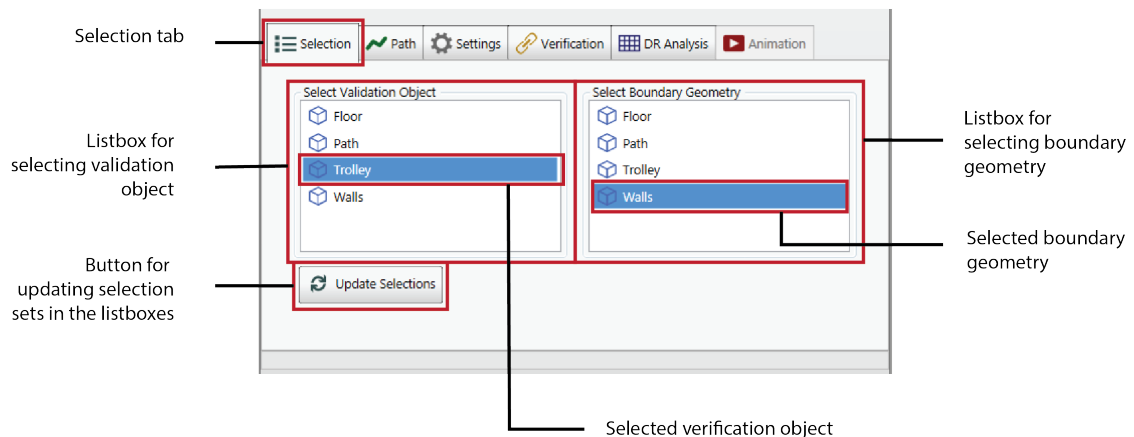 Selection tab
Selection
Path
Settings
Verification
DR Analysis
Animation
Listbox for
selecting validation
object
Select Validation Object
Floor
Path
Trolley
Walls
Select Boundary Geometry
Floor
Path
Trolley
Walls
Listbox for
selecting boundary
geometry
Selected boundary
geometry
Button for
updating selection
sets in the listboxes
Update Selections
Selected verification object